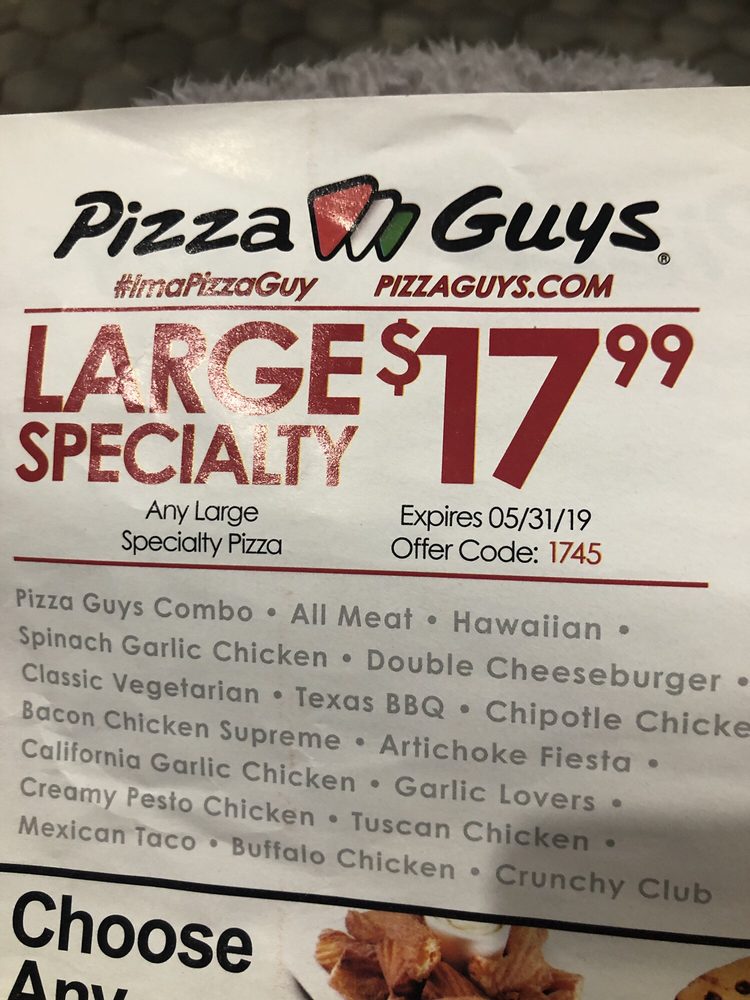 Pizza Guys®
#ImaPizzaGuy PIZZAGUYS.COM
LARGE SPECIALTY $17.99
Any Large
Specialty Pizza
Expires 05/31/19
Offer Code: 1745
Pizza Guys Combo • All Meat • Hawaiian •
Spinach Garlic Chicken • Double Cheeseburger •
Classic Vegetarian • Texas BBQ • Chipotle Chicke
Bacon Chicken Supreme • Artichoke Fiesta •
California Garlic Chicken • Garlic Lovers •
Creamy Pesto Chicken • Tuscan Chicken •
Mexican Taco • Buffalo Chicken • Crunchy Club
Choose
Any